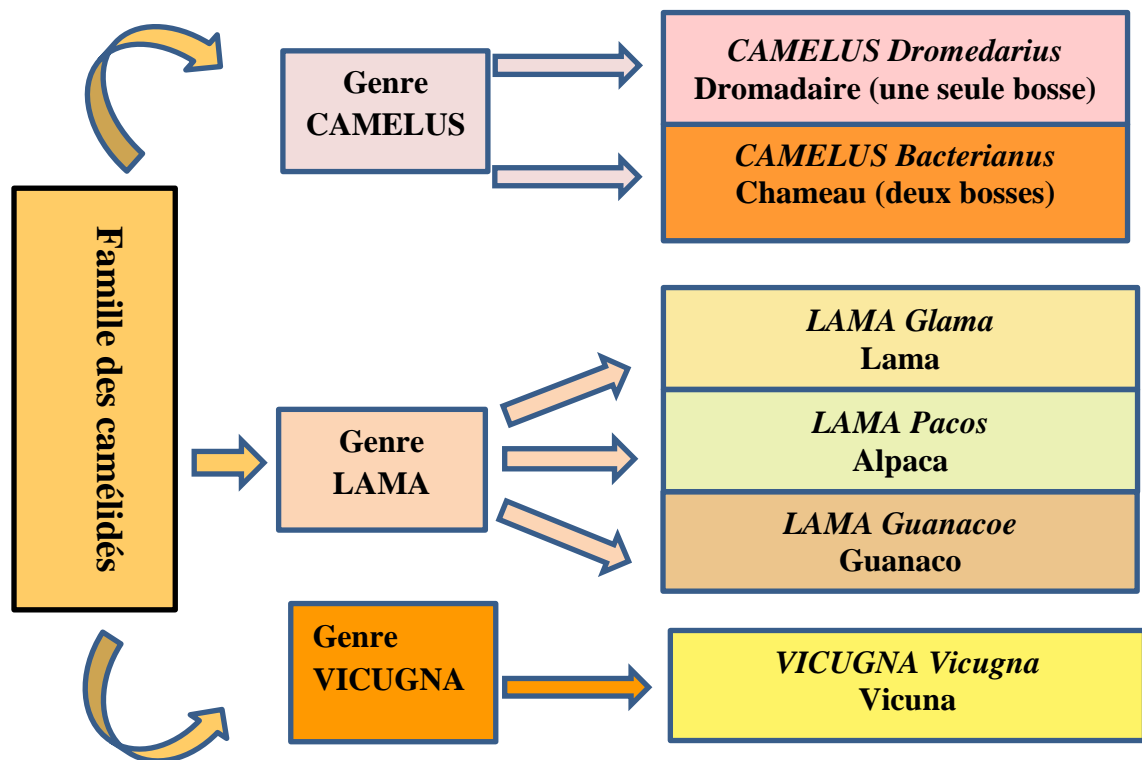 Famille des camélidés
Genre
CAMELUS
CAMELUS Dromedarius
Dromadaire (une seule bosse)
CAMELUS Bacterianus
Chameau (deux bosses)
Genre
LAMA
LAMA Glama
Lama
LAMA Pacos
Alpaca
LAMA Guanacoe
Guanaco
Genre
VICUGNA
VICUGNA Vicugna
Vicuna